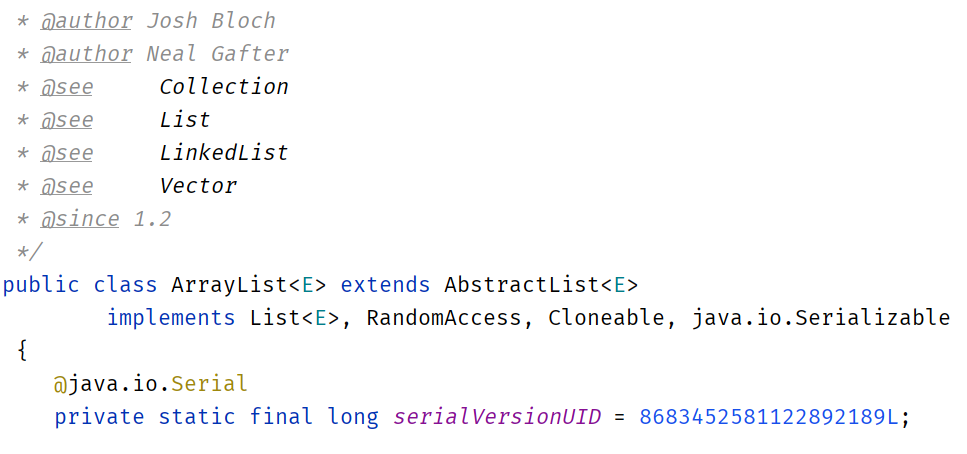 * @author Josh Bloch
* @author Neal Gafter
* @see     Collection
* @see     List
* @see     LinkedList
* @see     Vector
* @since 1.2
*/
public class ArrayList<E> extends AbstractList<E>
        implements List<E>, RandomAccess, Cloneable, java.io.Serializable
{
    @java.io.Serial
    private static final long serialVersionUID = 8683452581122892189L;